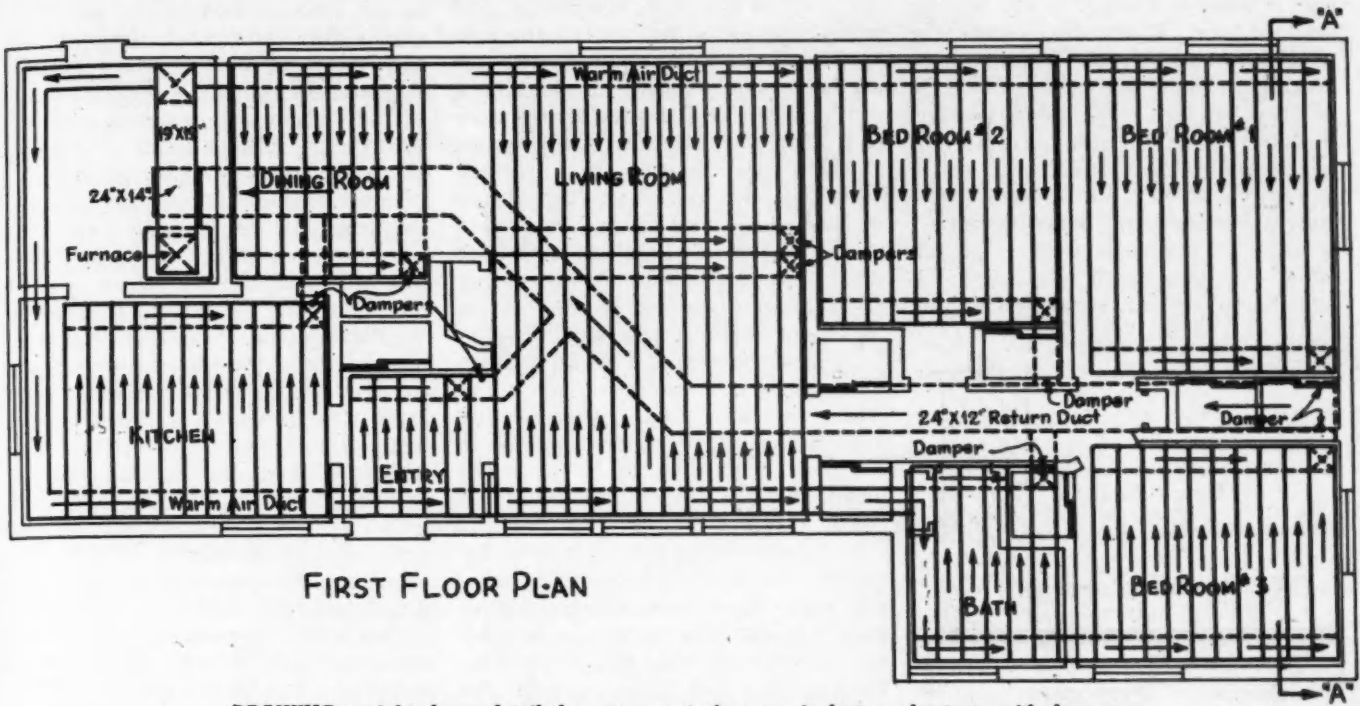 "A"
Warm Air Duct
19"X19"
BED ROOM #2
BED ROOM #1
DINING ROOM
LIVING ROOM
24"X14"
Furnace
Dampers
Dampers
Damper
24"X12" Return Duct
Damper
Damper
KITCHEN
ENTRY
Warm Air Duct
FIRST FLOOR PLAN
BATH
BED ROOM #3
"A"